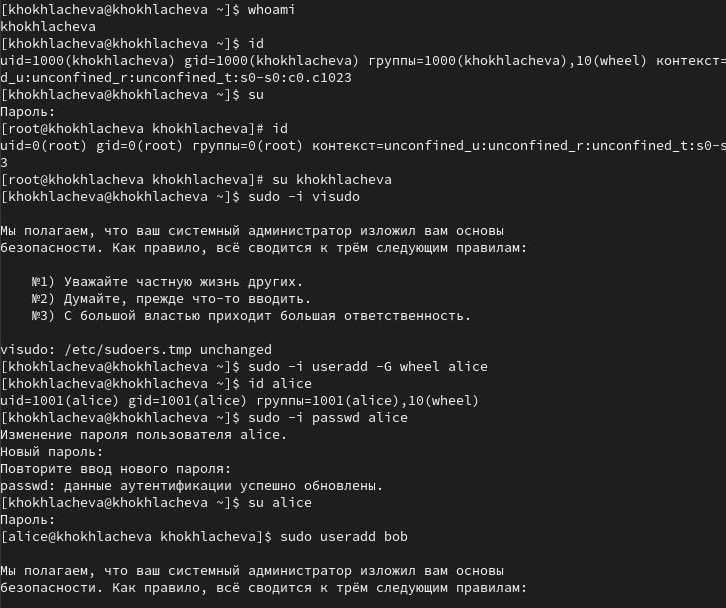 [khokhlacheva@khokhlacheva ~]$ whoami
khokhlacheva
[khokhlacheva@khokhlacheva ~]$ id
uid=1000(khokhlacheva) gid=1000(khokhlacheva) группы=1000(khokhlacheva),10(wheel) контекст=
d_u:unconfined_r:unconfined_t:s0-s0:c0.c1023
[khokhlacheva@khokhlacheva ~]$ su
Пароль:
[root@khokhlacheva khokhlacheva]# id
uid=0(root) gid=0(root) группы=0(root) контекст=unconfined_u:unconfined_r:unconfined_t:s0-s
3
[root@khokhlacheva khokhlacheva]# su khokhlacheva
[khokhlacheva@khokhlacheva ~]$ sudo -i visudo

Мы полагаем, что ваш системный администратор изложил вам основы
безопасности. Как правило, всё сводится к трём следующим правилам:

    №1) Уважайте частную жизнь других.
    №2) Думайте, прежде что-то вводить.
    №3) С большой властью приходит большая ответственность.

visudo: /etc/sudoers.tmp unchanged
[khokhlacheva@khokhlacheva ~]$ sudo -i useradd -G wheel alice
[khokhlacheva@khokhlacheva ~]$ id alice
uid=1001(alice) gid=1001(alice) группы=1001(alice),10(wheel)
[khokhlacheva@khokhlacheva ~]$ sudo -i passwd alice
Изменение пароля пользователя alice.
Новый пароль:
Повторите ввод нового пароля:
passwd: данные аутентификации успешно обновлены.
[khokhlacheva@khokhlacheva ~]$ su alice
Пароль:
[alice@khokhlacheva khokhlacheva]$ sudo useradd bob

Мы полагаем, что ваш системный администратор изложил вам основы
безопасности. Как правило, всё сводится к трём следующим правилам: